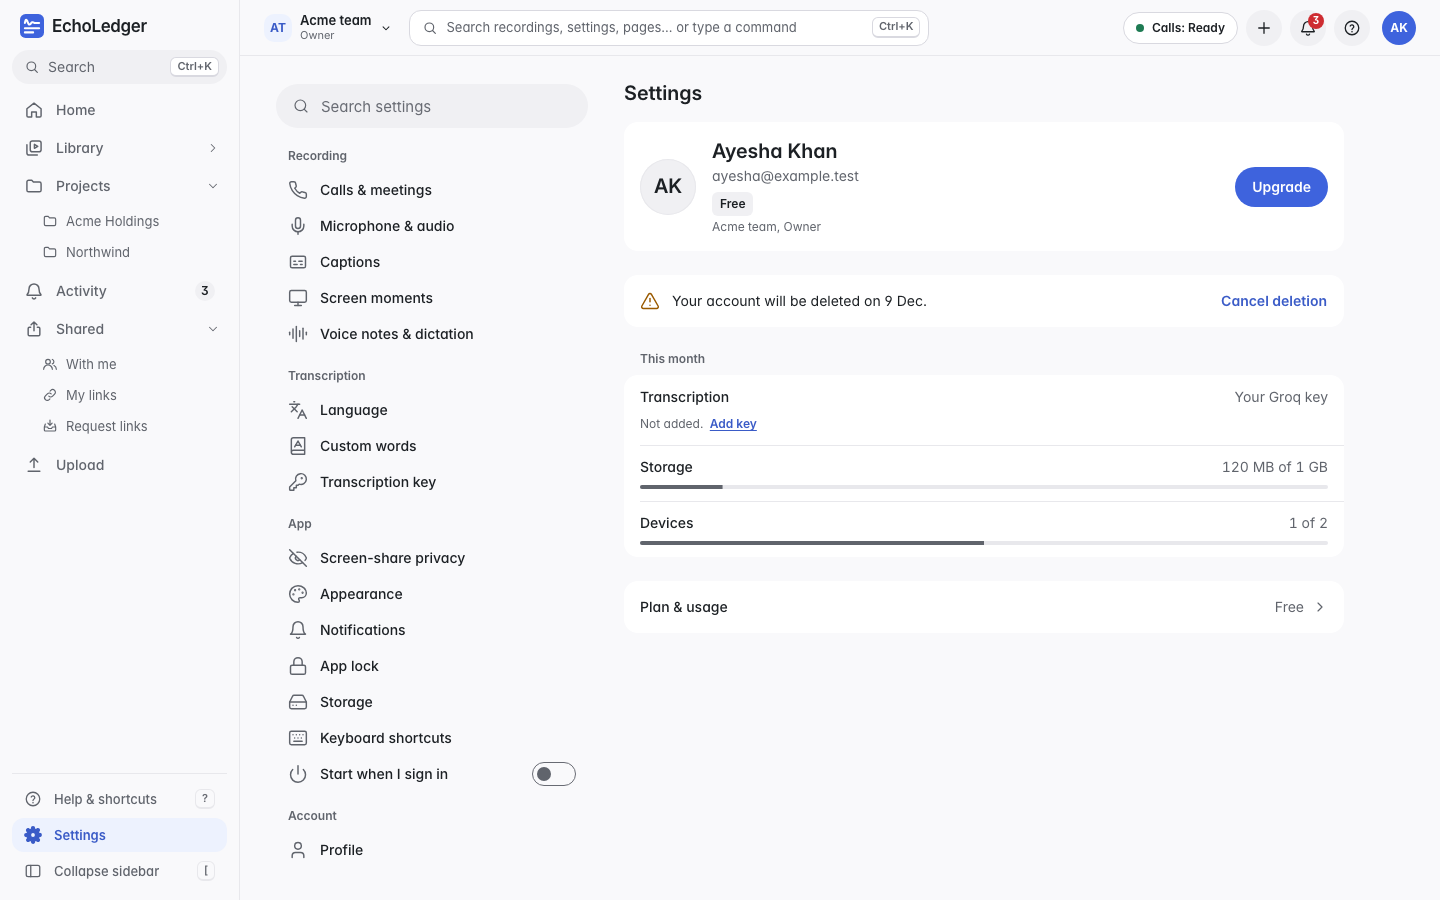 EchoLedger
Search Ctrl+K
Home
Library
Projects
Acme Holdings
Northwind
Activity 3
Shared
With me
My links
Request links
Upload
Help & shortcuts ?
Settings
Collapse sidebar [
AT Acme team
Owner
Search recordings, settings, pages... or type a command Ctrl+K
Calls: Ready
3
AK
Search settings
Recording
Calls & meetings
Microphone & audio
Captions
Screen moments
Voice notes & dictation
Transcription
Language
Custom words
Transcription key
App
Screen-share privacy
Appearance
Notifications
App lock
Storage
Keyboard shortcuts
Start when I sign in
Account
Profile
Settings
AK
Ayesha Khan
ayesha@example.test
Free
Acme team, Owner
Upgrade
Your account will be deleted on 9 Dec. Cancel deletion
This month
Transcription Your Groq key
Not added. Add key
Storage 120 MB of 1 GB
Devices 1 of 2
Plan & usage Free